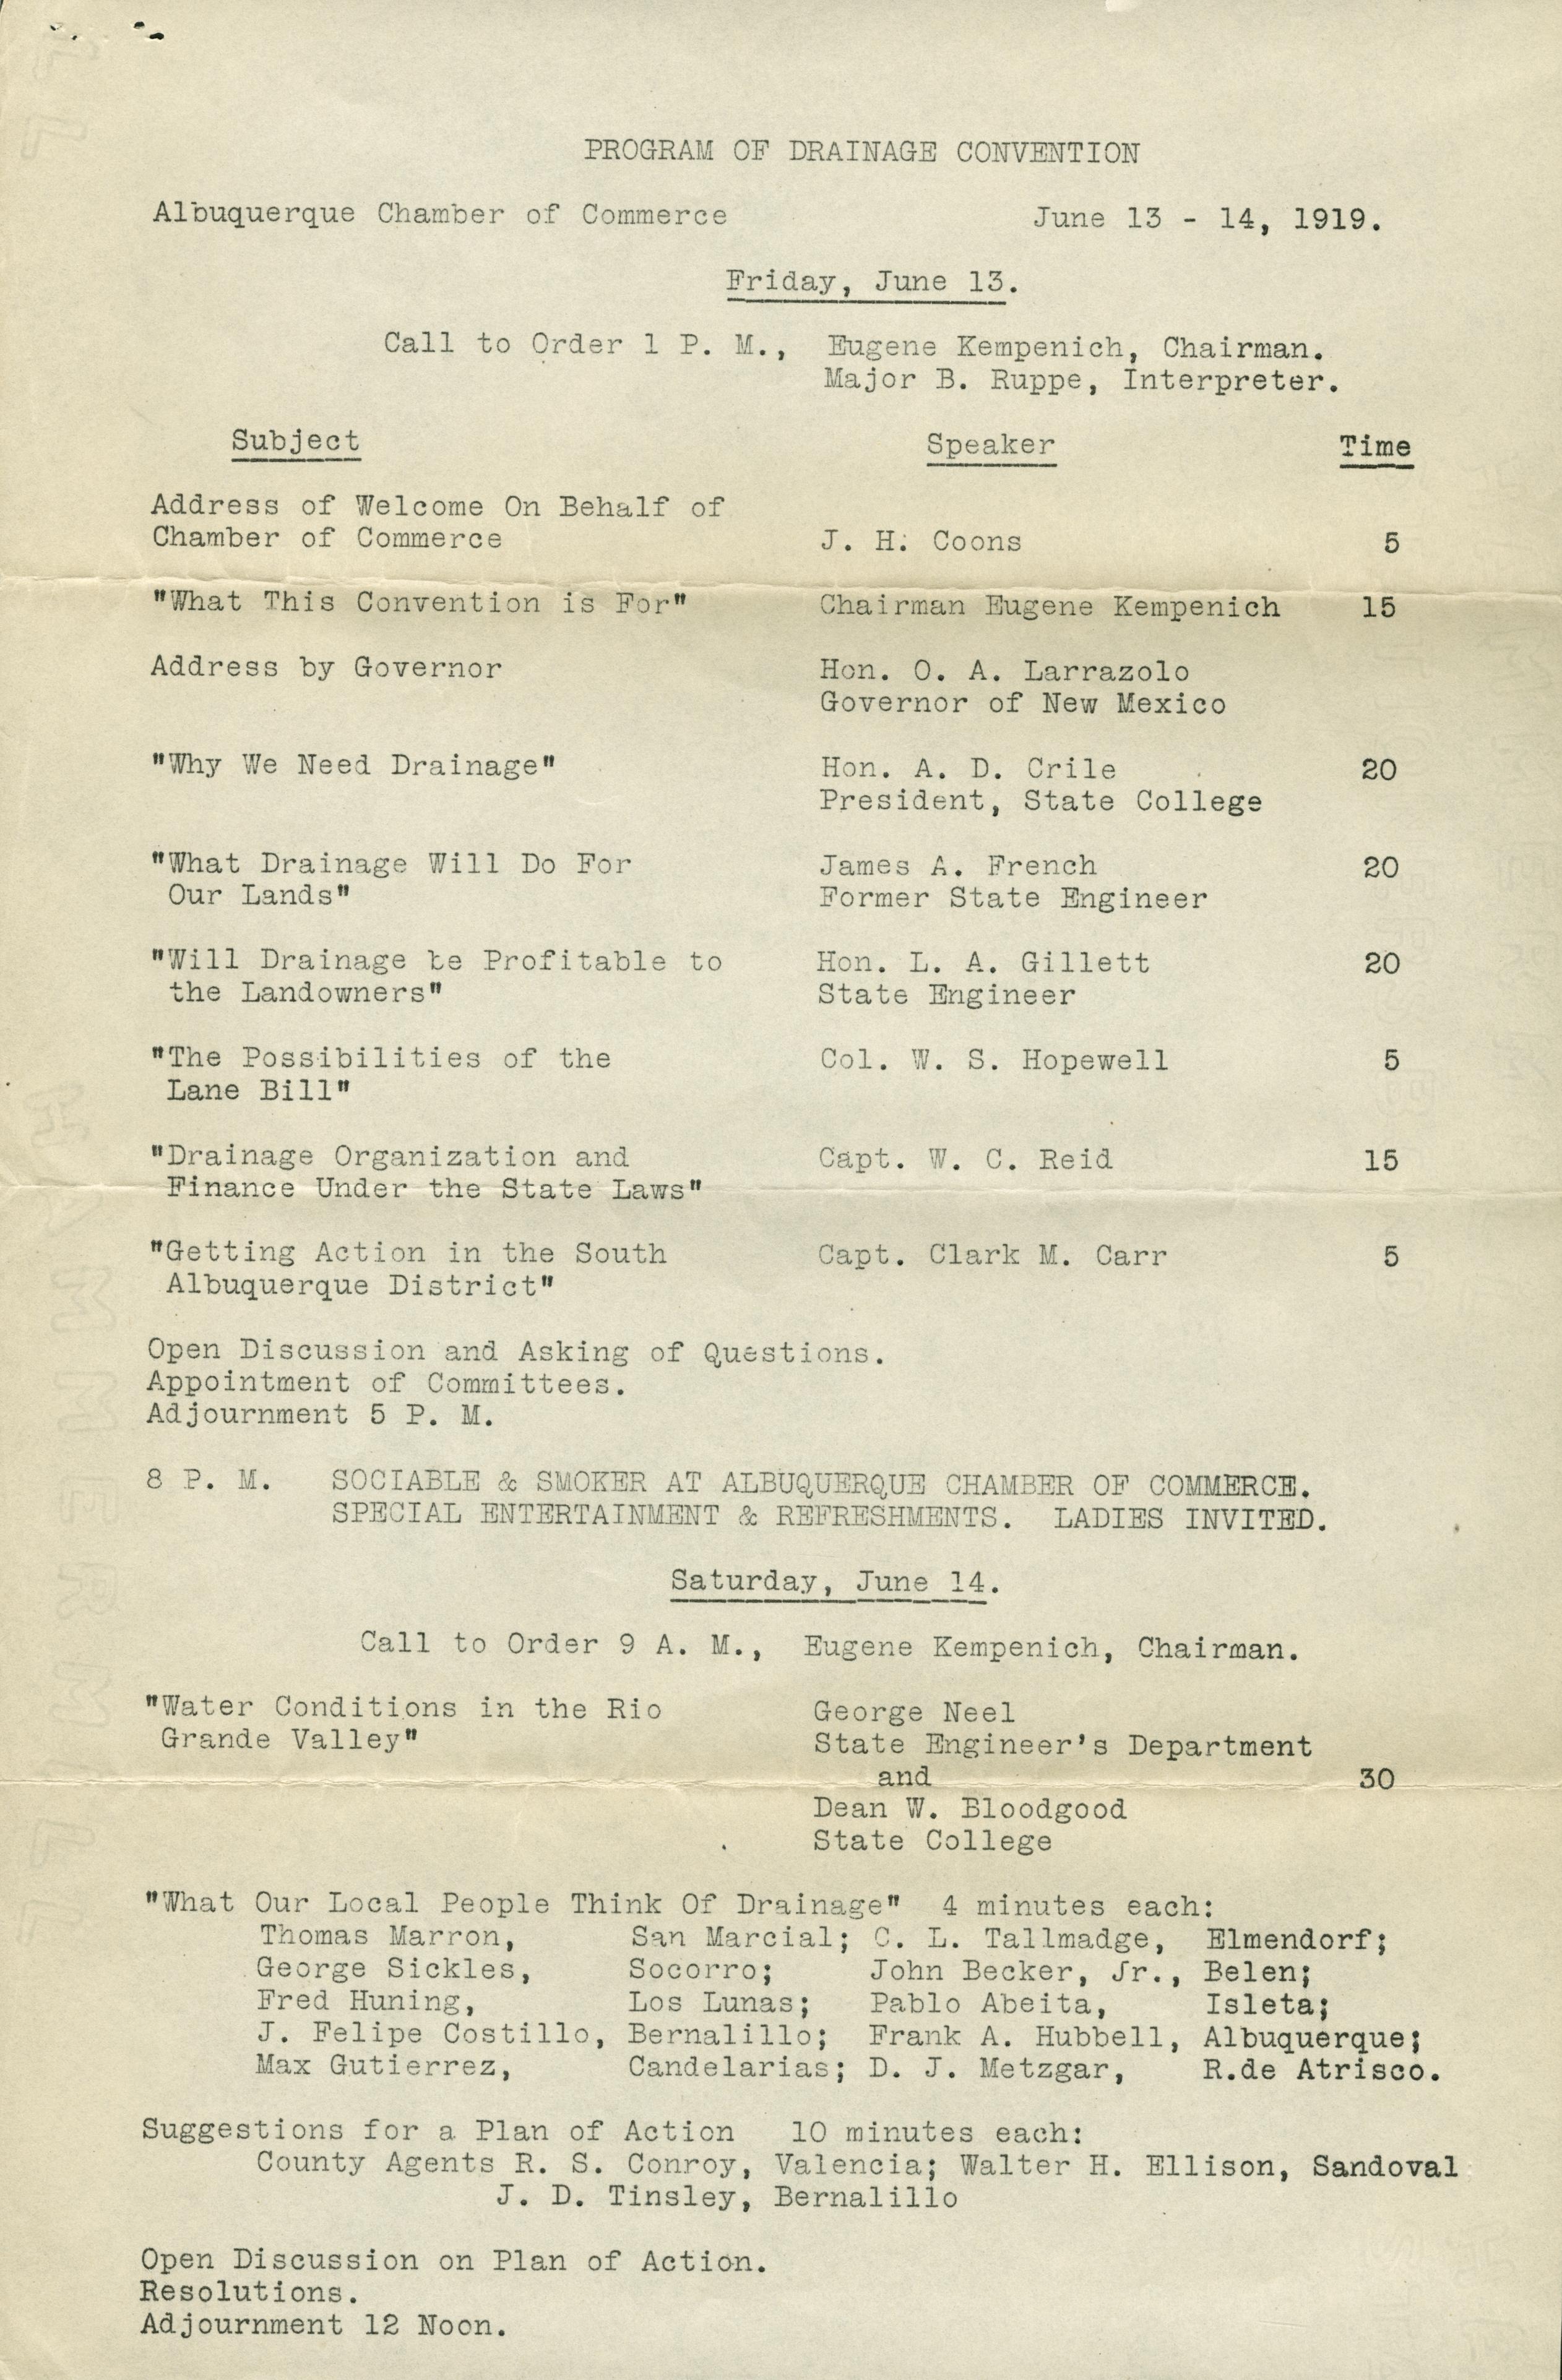 PROGRAM OF DRAINAGE CONVENTION
Albuquerque Chamber of Commerce June 13 - 14, 1919.
Friday, June 13.
Call to Order 1 P. M., Eugene Kempenich, Chairman.
Major B. Ruppe, Interpreter.
Subject Speaker Time
Address of Welcome On Behalf of
Chamber of Commerce J. H. Coons 5
"What This Convention is For" Chairman Eugene Kempenich 15
Address by Governor Hon. O. A. Larrazolo
Governor of New Mexico
"Why We Need Drainage" Hon. A. D. Crile 20
President, State College
"What Drainage Will Do For James A. French 20
Our Lands" Former State Engineer
"Will Drainage be Profitable to Hon. L. A. Gillett 20
the Landowners" State Engineer
"The Possibilities of the Col. W. S. Hopewell 5
Lane Bill"
"Drainage Organization and Capt. W. C. Reid 15
Finance Under the State Laws"
"Getting Action in the South Capt. Clark M. Carr 5
Albuquerque District"
Open Discussion and Asking of Questions.
Appointment of Committees.
Adjournment 5 P. M.
8 P. M. SOCIABLE & SMOKER AT ALBUQUERQUE CHAMBER OF COMMERCE.
SPECIAL ENTERTAINMENT & REFRESHMENTS. LADIES INVITED.
Saturday, June 14.
Call to Order 9 A. M., Eugene Kempenich, Chairman.
"Water Conditions in the Rio George Neel
Grande Valley" State Engineer's Department
and 30
Dean W. Bloodgood
State College
"What Our Local People Think Of Drainage" 4 minutes each:
Thomas Marron, San Marcial; C. L. Tallmadge, Elmendorf;
George Sickles, Socorro; John Becker, Jr., Belen;
Fred Huning, Los Lunas; Pablo Abeita, Isleta;
J. Felipe Costillo, Bernalillo; Frank A. Hubbell, Albuquerque;
Max Gutierrez, Candelarias; D. J. Metzgar, R.de Atrisco.
Suggestions for a Plan of Action 10 minutes each:
County Agents R. S. Conroy, Valencia; Walter H. Ellison, Sandoval
J. D. Tinsley, Bernalillo
Open Discussion on Plan of Action.
Resolutions.
Adjournment 12 Noon.